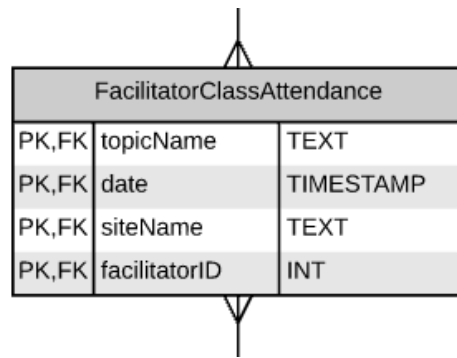 FacilitatorClassAttendance
PK,FK topicName TEXT
PK,FK date TIMESTAMP
PK,FK siteName TEXT
PK,FK facilitatorID INT